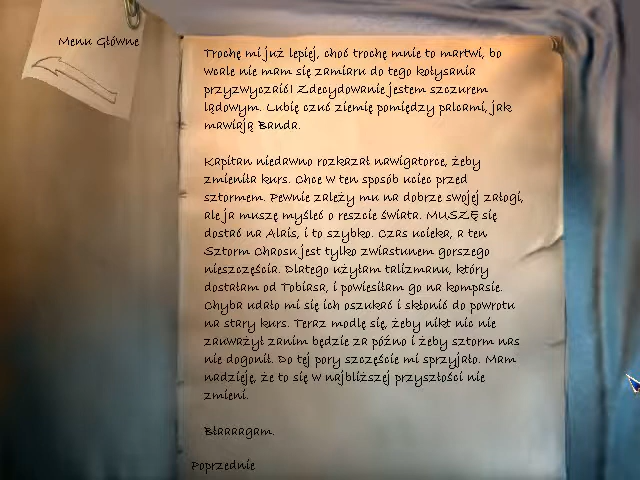 Menu Główne
Trochę mi już lepiej, choć trochę mnie to martwi, bo
wcale nie mam się zamiaru do tego kołysania
przyzwyczaić! Zdecydowanie jestem szczurem
lądowym. Lubię czuć ziemię pomiędzy palcami, jak
mawiają Banda.
Kapitan niedawno rozkazał nawigatorce, żeby
zmieniła kurs. Chce w ten sposób uciec przed
sztormem. Pewnie zależy mu na dobrze swojej załogi,
ale ja muszę myśleć o reszcie świata. MUSZĘ się
dostać na Alais, i to szybko. Czas ucieka, a ten
Sztorm Chaosu jest tylko zwiastunem gorszego
nieszczęścia. Dlatego użyłam talizmanu, który
dostałam od Tobiasa, i powiesiłam go na kompasie.
Chyba udało mi się ich oszukać i skłonić do powrotu
na stary kurs. Teraz modlę się, żeby nikt nic nie
zauważył zanim będzie za późno i żeby sztorm nas
nie dogonił. Do tej pory szczęście mi sprzyjało. Mam
nadzieję, że to się w najbliższej przyszłości nie
zmieni.
Błaaaagam.
Poprzednie